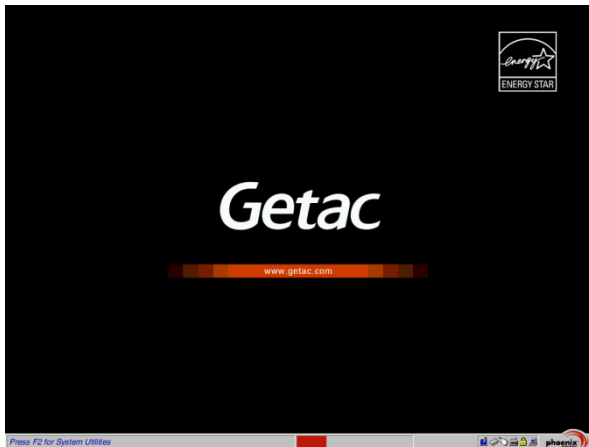 energy
ENERGY STAR
Getac
www.getac.com
Press F2 for System Utilities
phoenix